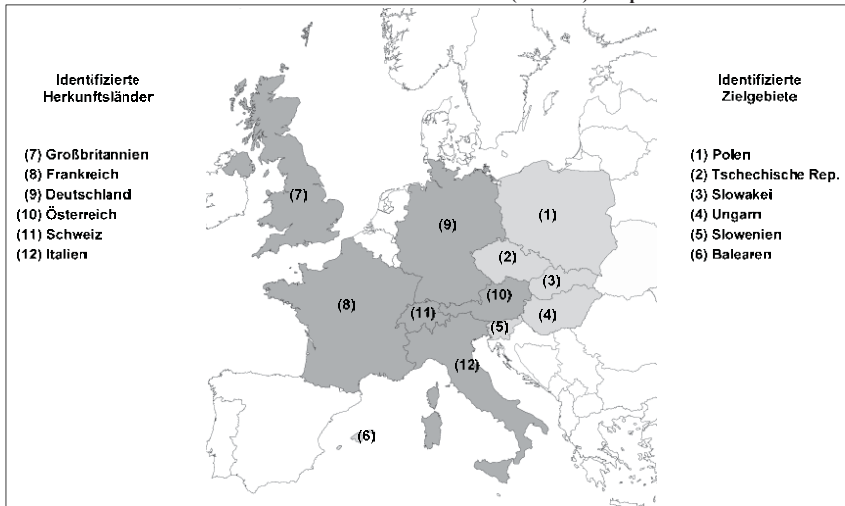 Identifizierte
Herkunftsländer
(7) Großbritannien
(8) Frankreich
(9) Deutschland
(10) Österreich
(11) Schweiz
(12) Italien
Identifizierte
Zielgebiete
(1) Polen
(2) Tschechische Rep.
(3) Slowakei
(4) Ungarn
(5) Slowenien
(6) Balearen
(7)
(9)
(1)
(2)
(3)
(10)
(8)
(11)
(4)
(5)
(12)
(6)